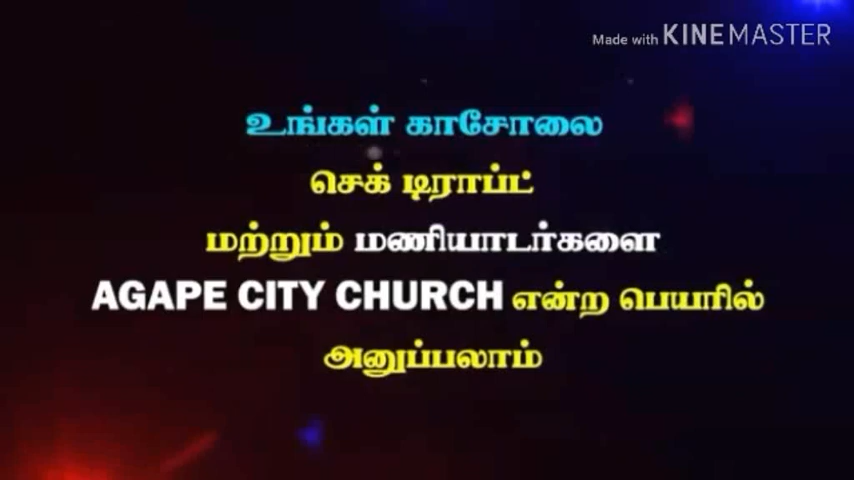 Made with KINEMASTER
உங்கள் காசோலை
செக் டிராப்ட்
மற்றும் மணியாடர்களை
AGAPE CITY CHURCH என்ற பெயரில்
அனுப்பலாம்